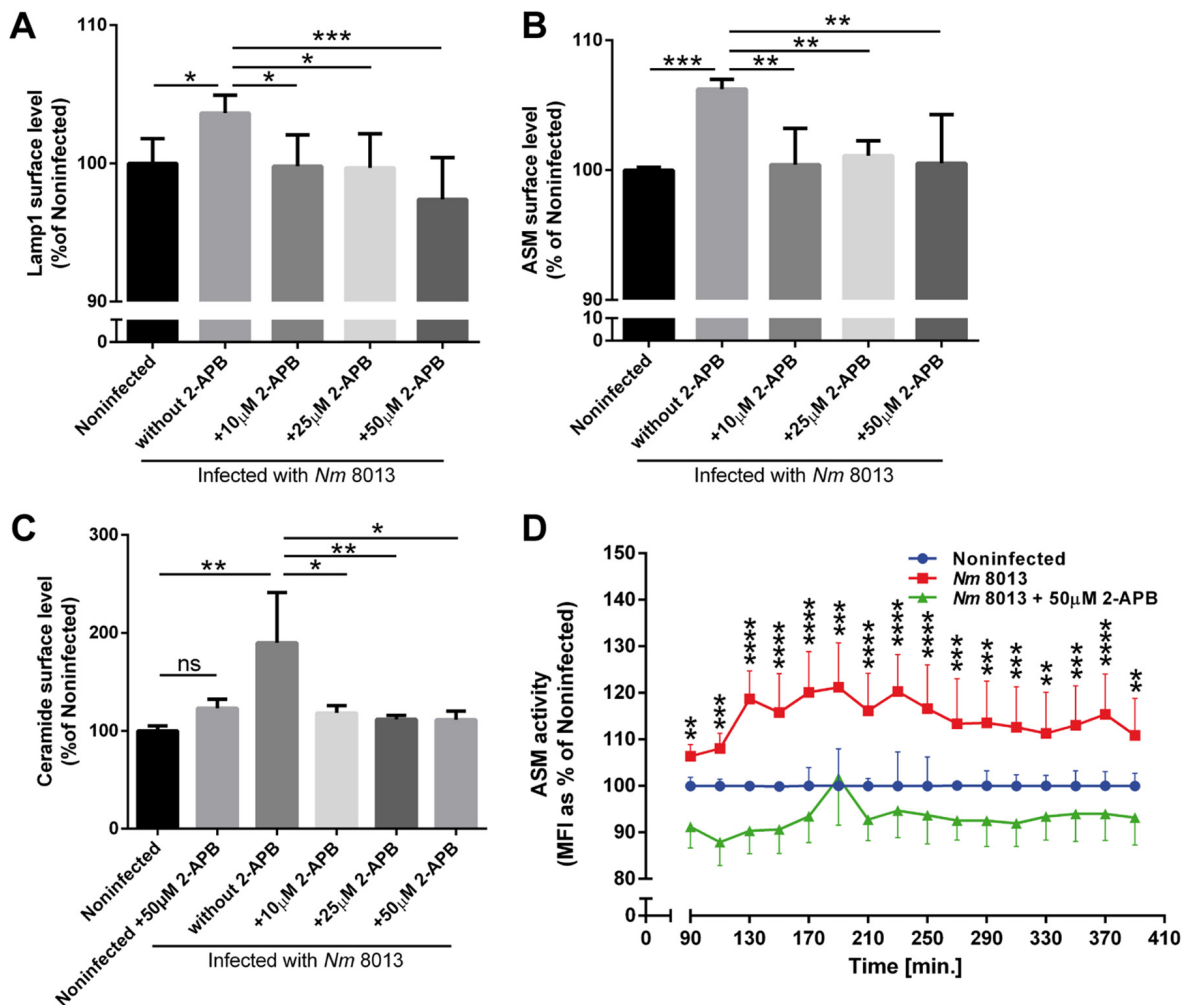 A
Lamp1 surface level
(%of Noninfected)
110
100
90
0
*
*
*
***
Noninfected
without 2-APB
+10μM 2-APB
+25μM 2-APB
+50μM 2-APB
Infected with Nm 8013
B
ASM surface level
(% of Noninfected)
110
100
90
10
0
***
**
**
**
Noninfected
without 2-APB
+10μM 2-APB
+25μM 2-APB
+50μM 2-APB
Infected with Nm 8013
C
Ceramide surface level
(%of Noninfected)
300
200
100
0
ns
**
*
**
*
Noninfected
Noninfected +50μM 2-APB
without 2-APB
+10μM 2-APB
+25μM 2-APB
+50μM 2-APB
Infected with Nm 8013
D
ASM activity
(MFI as % of Noninfected)
150
140
130
120
110
100
90
80
0
Noninfected
Nm 8013
Nm 8013 + 50μM 2-APB
**
***
****
****
****
***
****
****
****
***
***
***
**
***
****
**
0 90 130 170 210 250 290 330 370 410
Time [min.]